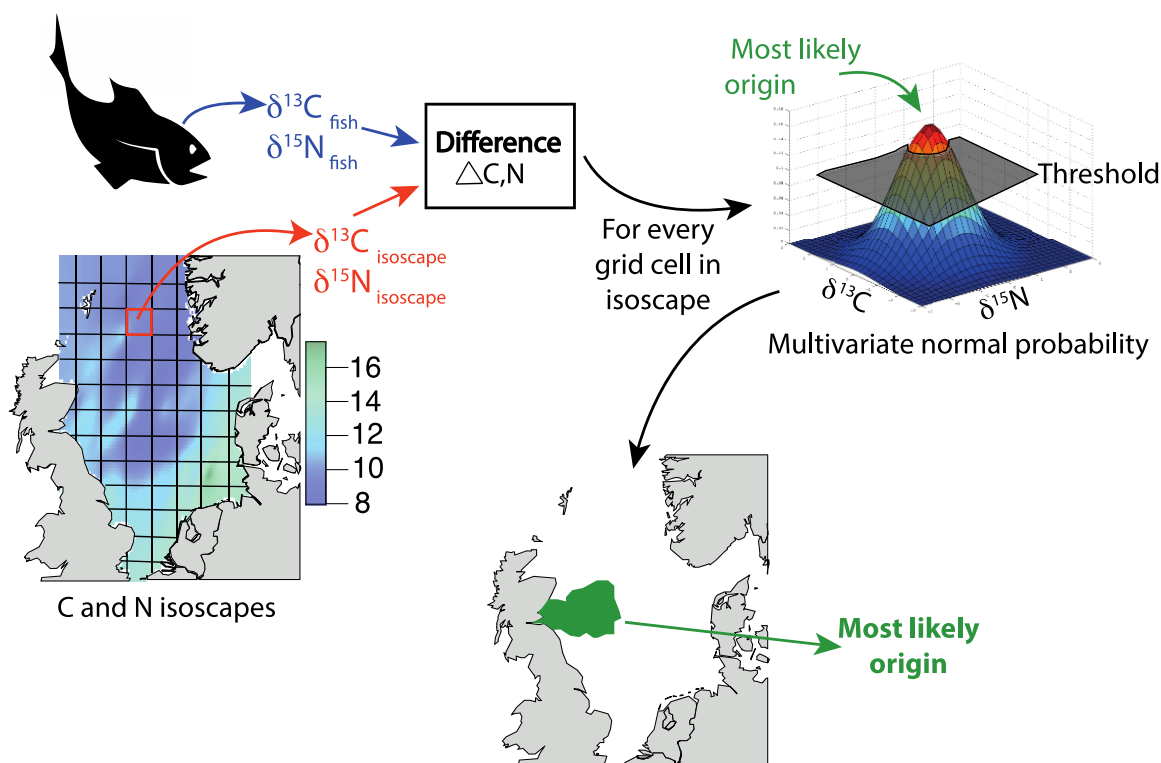 Most likely
origin
δ¹³C fish
δ¹⁵N fish
Difference
△C,N
Threshold
For every
grid cell in
isoscape
δ¹³C isoscape
δ¹⁵N isoscape
δ¹³C
δ¹⁵N
Multivariate normal probability
16
14
12
10
8
C and N isoscapes
Most likely
origin